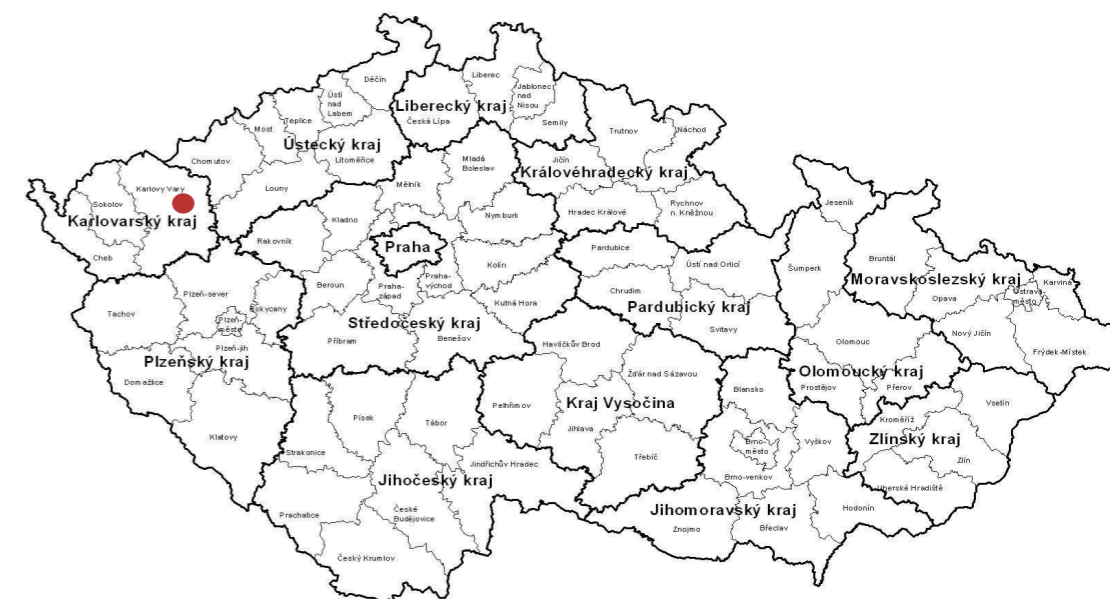 Děčín
Liberec
Ústí
nad
Labem
Jablonec
nad
Nisou
Liberecký kraj
Česká Lípa
Semily
Teplice
Most
Trutnov
Náchod
Ústecký kraj
Litoměřice
Chomutov
Mladá
Boleslav
Jičín
Královéhradecký kraj
Karlovy Vary
Louny
Mělník
Sokolov
Karlovarský kraj
Cheb
Kladno
Nymburk
Hradec Králové
Rychnov
n. Kněžnou
Jeseník
Rakovník
Praha
Kolín
Pardubice
Ústí nad Orlicí
Šumperk
Bruntál
Moravskoslezský kraj
Karviná
Ostrava-
město
Opava
Plzeň-sever
Rokycany
Beroun
Praha-
západ
Praha-
východ
Kutná Hora
Chrudim
Pardubický kraj
Svitavy
Tachov
Plzeň-
město
Plzeň-jih
Plzeňský kraj
Středočeský kraj
Příbram
Benešov
Havlíčkův Brod
Olomouc
Nový Jičín
Frýdek-Místek
Domažlice
Žďár nad Sázavou
Olomoucký kraj
Prostějov
Přerov
Blansko
Pelhřimov
Kraj Vysočina
Vsetín
Kroměříž
Zlínský kraj
Zlín
Klatovy
Písek
Tábor
Jihlava
Brno-
město
Vyškov
Strakonice
Třebíč
Jindřichův Hradec
Jihočeský kraj
Brno-venkov
Uherské Hradiště
Prachatice
České
Budějovice
Jihomoravský kraj
Hodonín
Znojmo
Břeclav
Český Krumlov